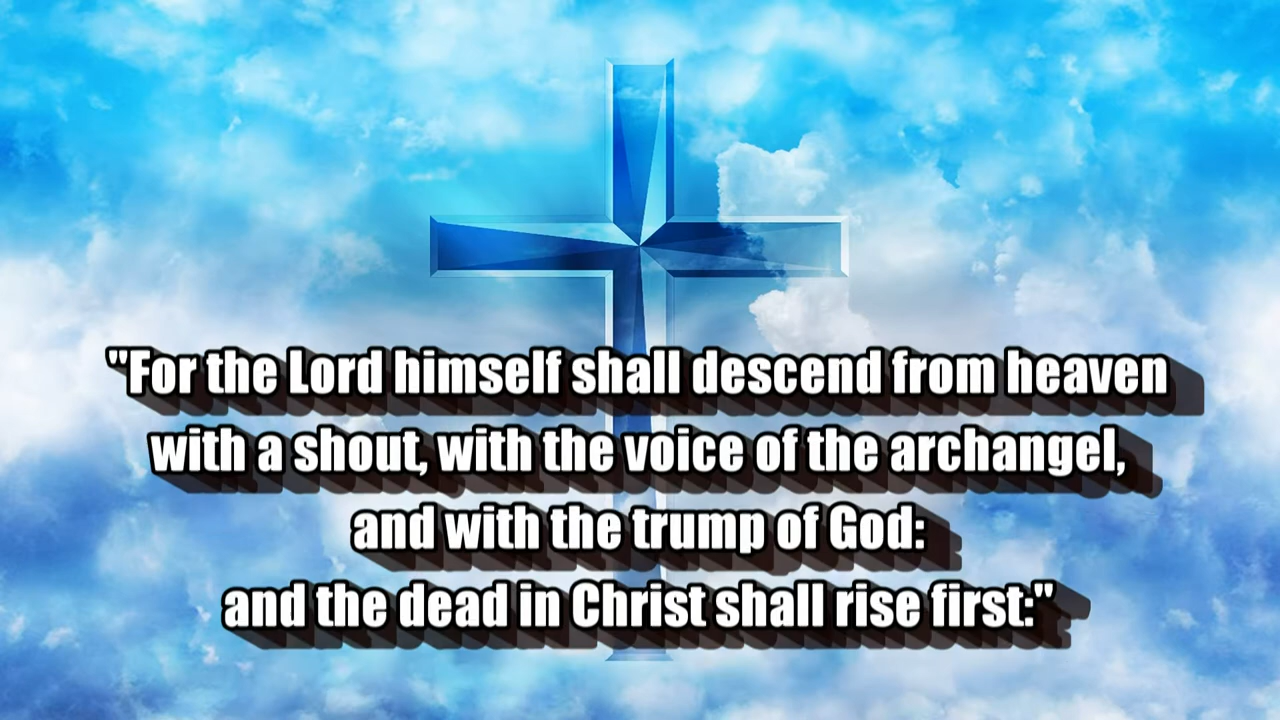 "For the Lord himself shall descend from heaven
with a shout, with the voice of the archangel,
and with the trump of God:
and the dead in Christ shall rise first:"